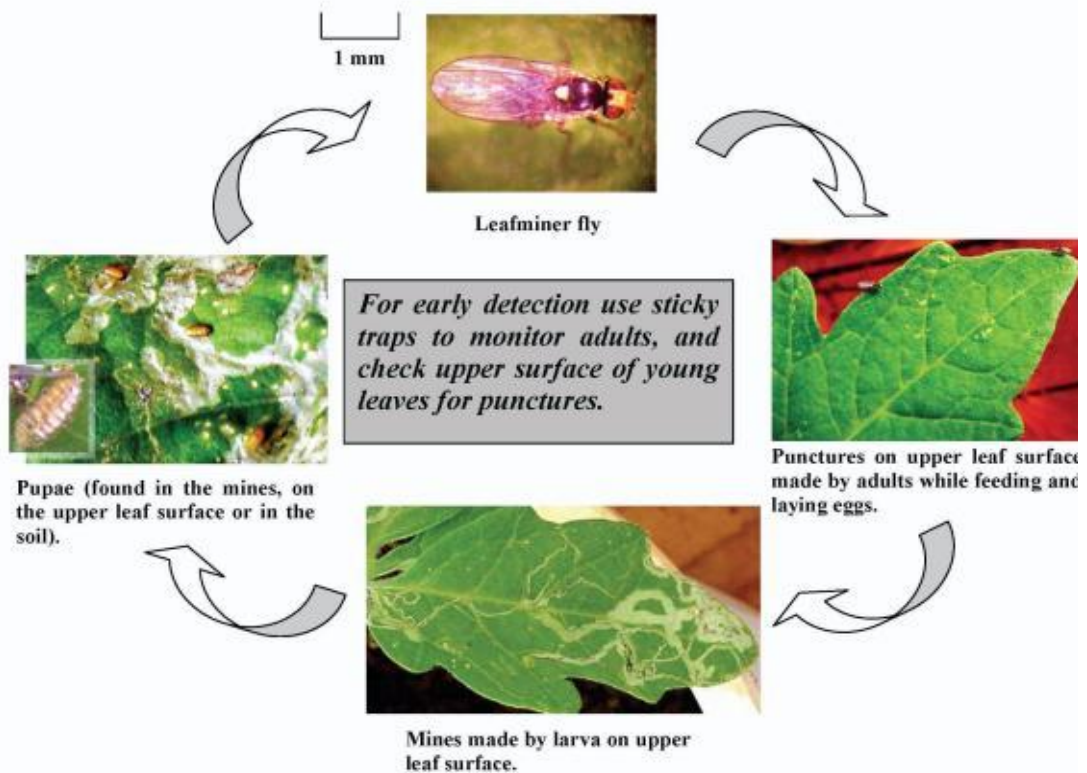 1 mm
Leafminer fly
For early detection use sticky
traps to monitor adults, and
check upper surface of young
leaves for punctures.
Punctures on upper leaf surface
made by adults while feeding and
laying eggs.
Pupae (found in the mines, on
the upper leaf surface or in the
soil).
Mines made by larva on upper
leaf surface.